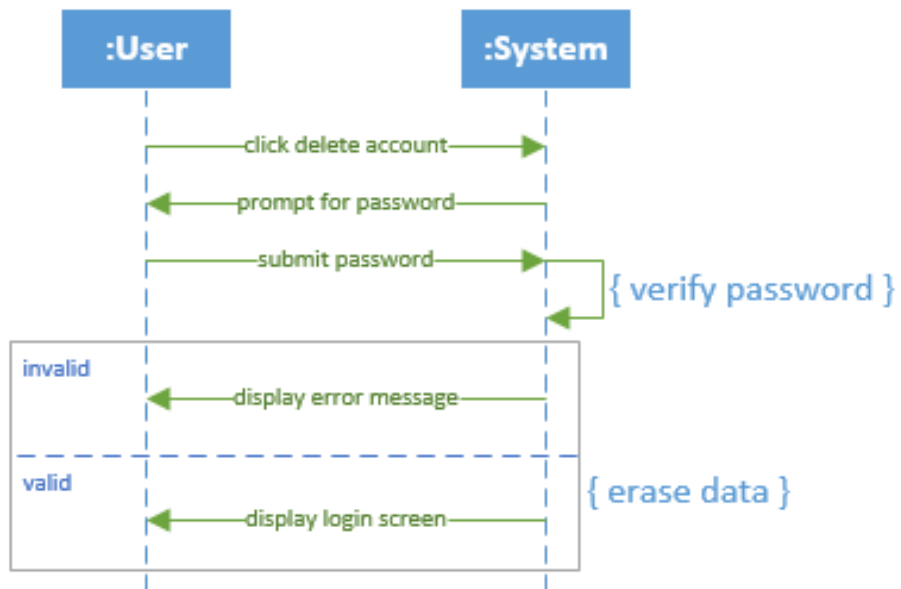 :User
:System
click delete account
prompt for password
submit password
{ verify password }
invalid
display error message
valid
{ erase data }
display login screen